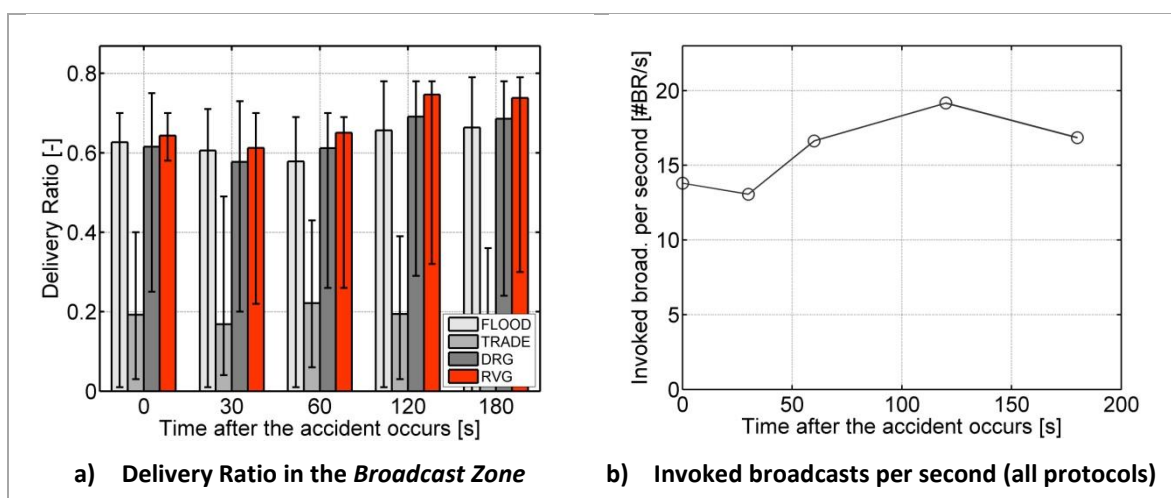 0.8
0.6
0.4
0.2
0
Delivery Ratio [-]
FLOOD
TRADE
DRG
RVG
0 30 60 120 180
Time after the accident occurs [s]
a) Delivery Ratio in the Broadcast Zone
20
15
10
5
0
Invoked broad. per second [#BR/s]
0 50 100 150 200
Time after the accident occurs [s]
b) Invoked broadcasts per second (all protocols)